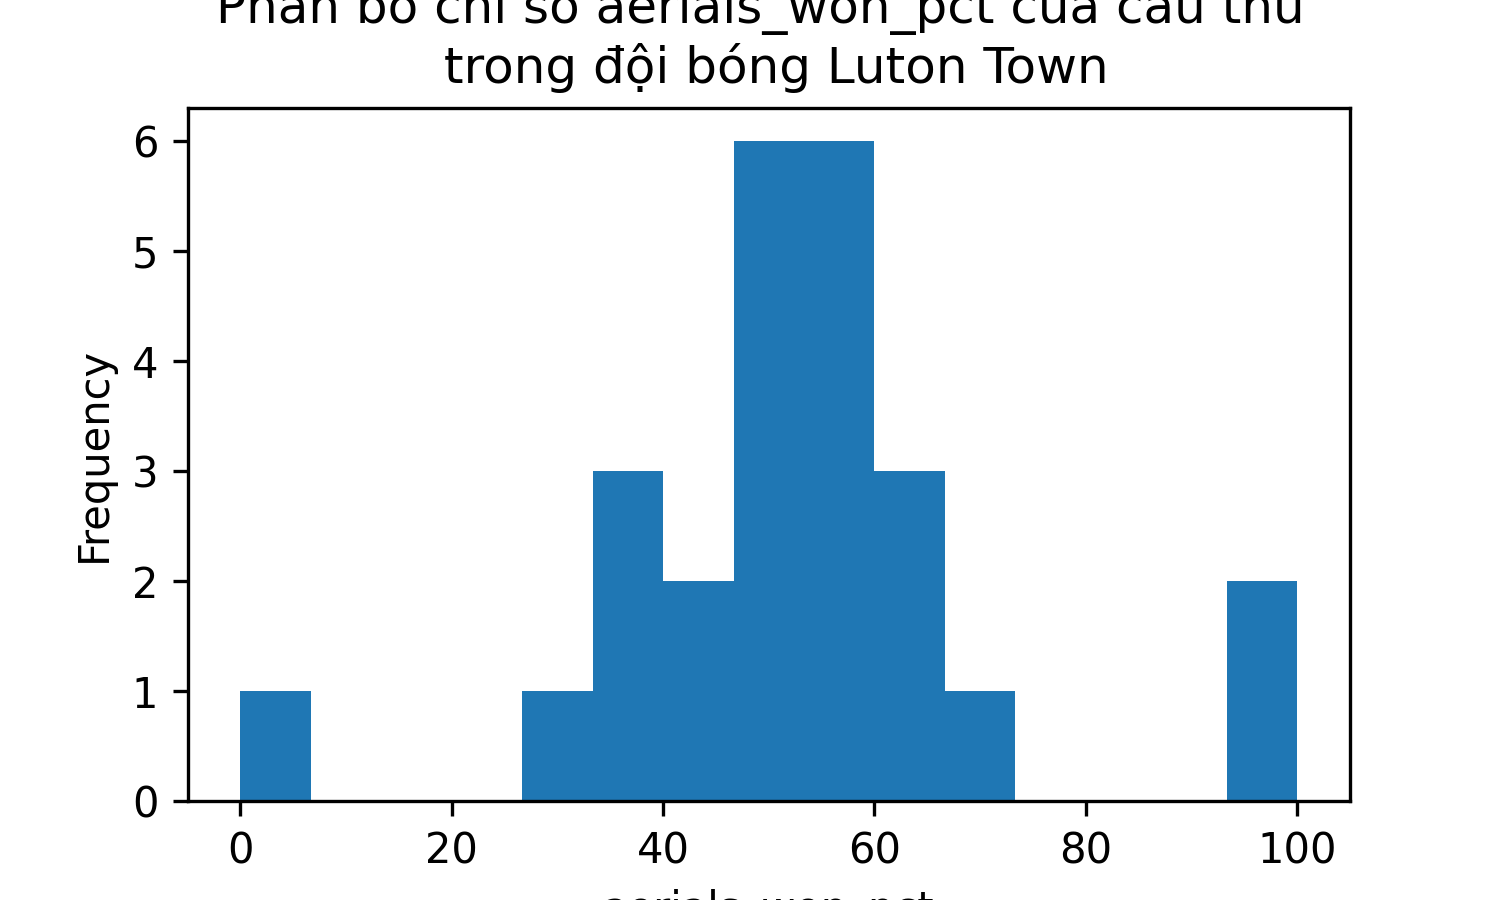 Phân bố chỉ số aerials_won_pct của cầu thủ
trong đội bóng Luton Town
6
5
4
3
2
1
0
Frequency
0 20 40 60 80 100
aerials_won_pct